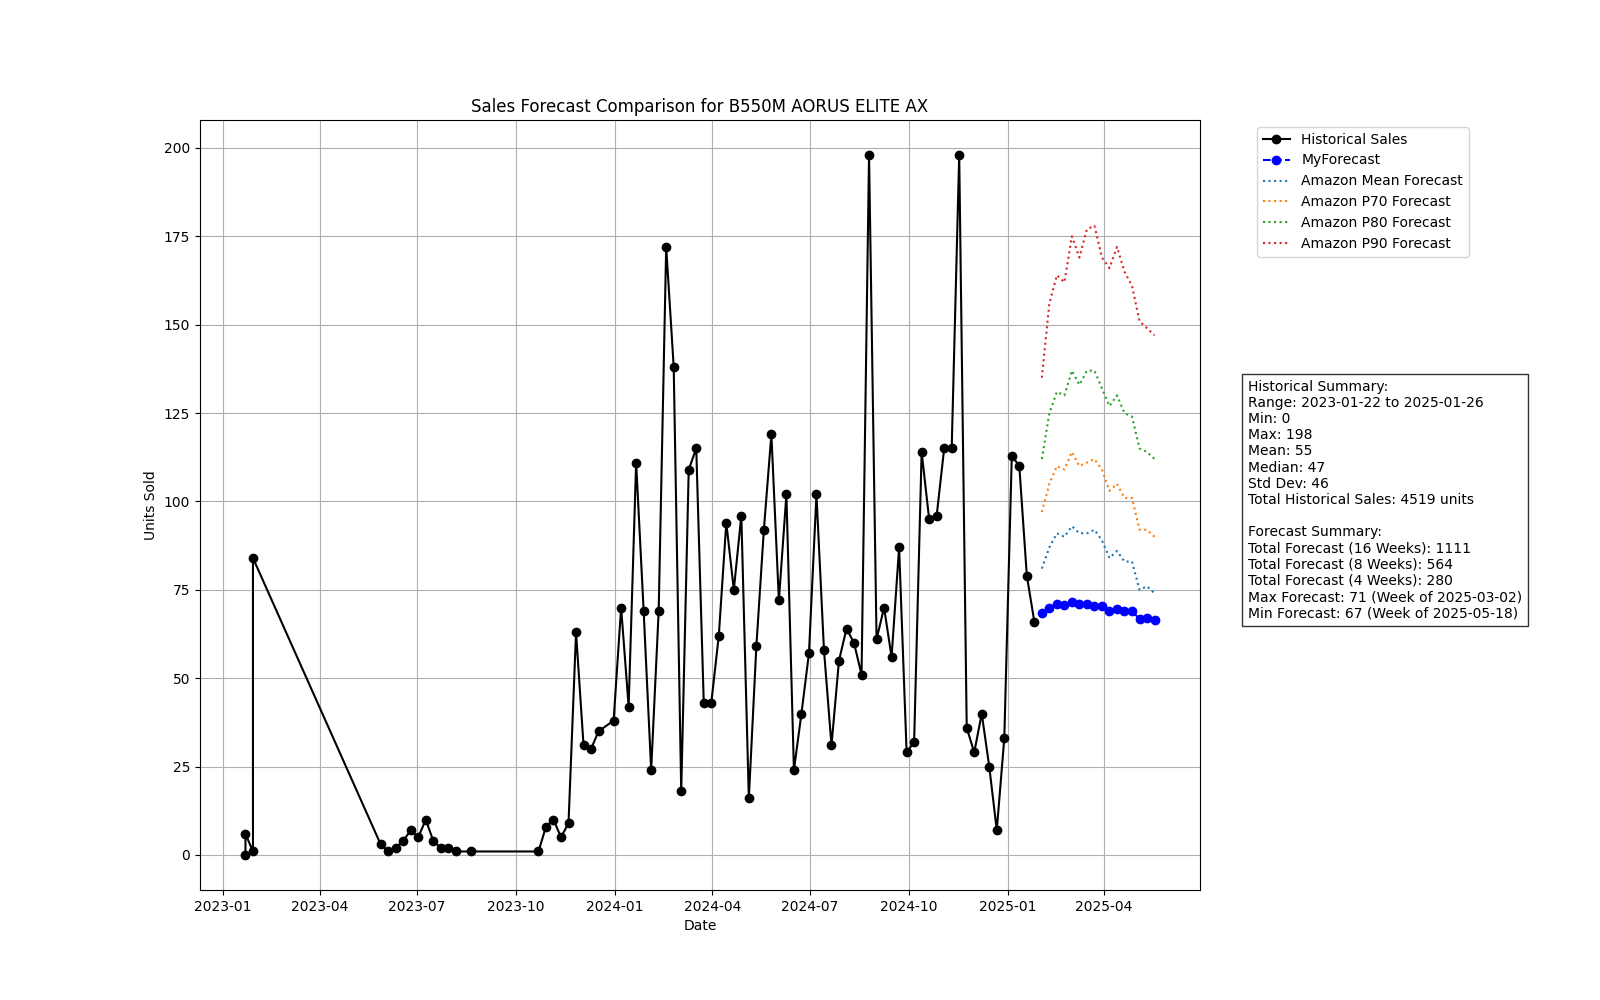 Sales Forecast Comparison for B550M AORUS ELITE AX
200
175
150
125
100
75
50
25
0
Units Sold
2023-01
2023-04
2023-07
2023-10
2024-01
2024-04
2024-07
2024-10
2025-01
2025-04
Date
Historical Sales
MyForecast
Amazon Mean Forecast
Amazon P70 Forecast
Amazon P80 Forecast
Amazon P90 Forecast
Historical Summary:
Range: 2023-01-22 to 2025-01-26
Min: 0
Max: 198
Mean: 55
Median: 47
Std Dev: 46
Total Historical Sales: 4519 units
Forecast Summary:
Total Forecast (16 Weeks): 1111
Total Forecast (8 Weeks): 564
Total Forecast (4 Weeks): 280
Max Forecast: 71 (Week of 2025-03-02)
Min Forecast: 67 (Week of 2025-05-18)